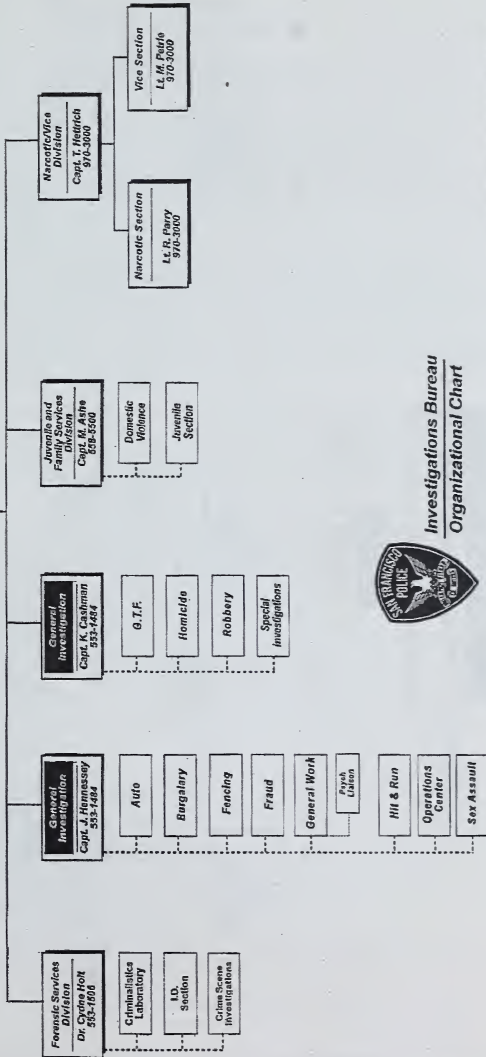 Forensic Services
Division
Dr. Cydne Holt
553-1506
Criminalistics
Laboratory
I.D.
Section
Crime Scene
Investigations
General
Investigation
Capt. J. Hennessey
553-1484
Auto
Burgalary
Fencing
Fraud
General Work
Psych
Liaison
Hit & Run
Operations
Center
Sex Assault
General
Investigation
Capt. K. Cashman
553-1484
G.T.F.
Homicide
Robbery
Special
Investigations
Juvenile and
Family Services
Division
Capt. M. Ashe
558-5500
Domestic
Violence
Juvenile
Section
Narcotic/Vice
Division
Capt. T. Hettrich
970-3000
Narcotic Section
Lt. R. Parry
970-3000
Vice Section
Lt. M. Petrie
970-3000
SAN FRANCISCO
POLICE
Investigations Bureau
Organizational Chart